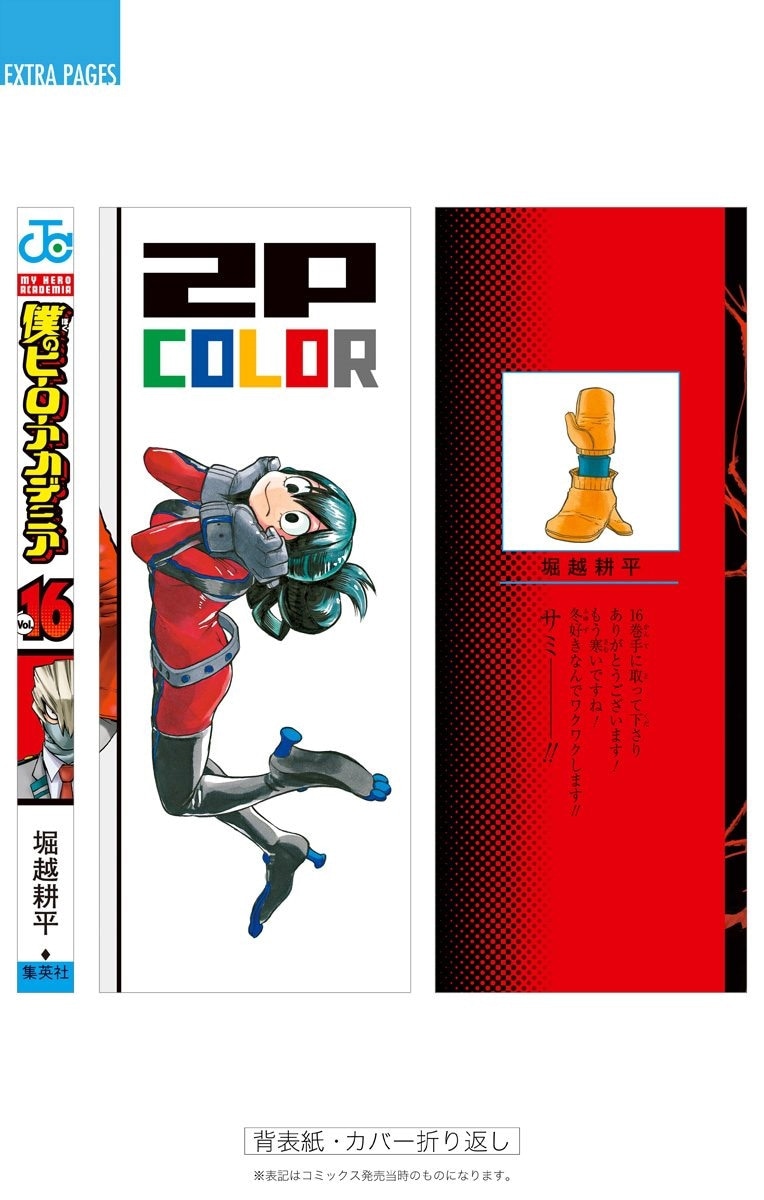 EXTRA PAGES
JC
MY HERO
ACADEMIA
僕のヒーローアカデミア
ぼく
Vol.16
堀越耕平
◆
集英社
2P
COLOR
堀越耕平
16巻手に取って下さり
ありがとうございます!
もう寒いですね!
冬好きなんでワクワクします!!
サミ――!!
背表紙・カバー折り返し
※表記はコミックス発売当時のものになります。